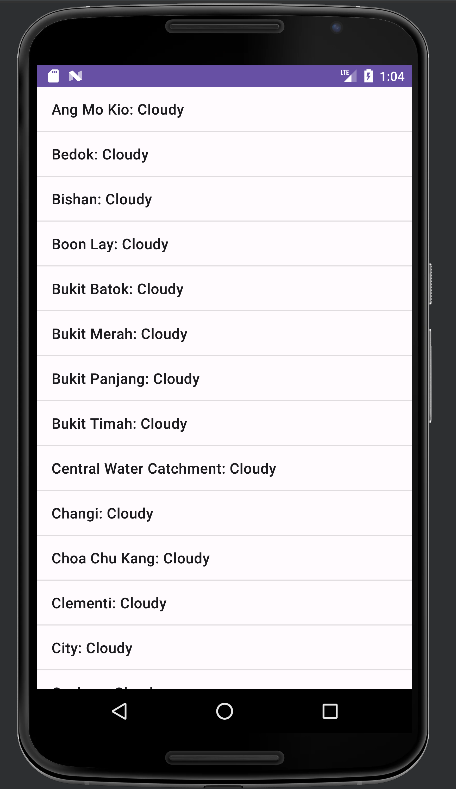 LTE 1:04
Ang Mo Kio: Cloudy
Bedok: Cloudy
Bishan: Cloudy
Boon Lay: Cloudy
Bukit Batok: Cloudy
Bukit Merah: Cloudy
Bukit Panjang: Cloudy
Bukit Timah: Cloudy
Central Water Catchment: Cloudy
Changi: Cloudy
Choa Chu Kang: Cloudy
Clementi: Cloudy
City: Cloudy